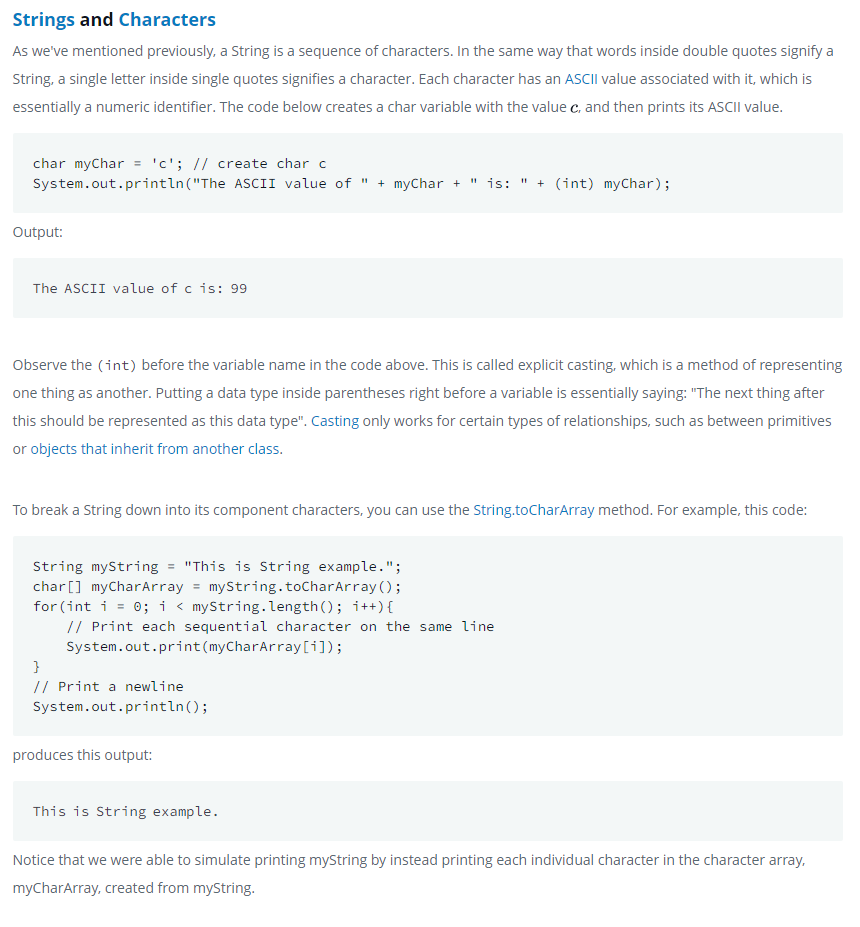 Strings and Characters
As we've mentioned previously, a String is a sequence of characters. In the same way that words inside double quotes signify a
String, a single letter inside single quotes signifies a character. Each character has an ASCII value associated with it, which is
essentially a numeric identifier. The code below creates a char variable with the value c, and then prints its ASCII value.
char myChar = 'c'; // create char c
System.out.println("The ASCII value of " + myChar + " is: " + (int) myChar);
Output:
The ASCII value of c is: 99
Observe the (int) before the variable name in the code above. This is called explicit casting, which is a method of representing
one thing as another. Putting a data type inside parentheses right before a variable is essentially saying: "The next thing after
this should be represented as this data type". Casting only works for certain types of relationships, such as between primitives
or objects that inherit from another class.
To break a String down into its component characters, you can use the String.toCharArray method. For example, this code:
String myString = "This is String example.";
char[] myCharArray = myString.toCharArray();
for(int i = 0; i < myString.length(); i++){
    // Print each sequential character on the same line
    System.out.print(myCharArray[i]);
}
// Print a newline
System.out.println();
produces this output:
This is String example.
Notice that we were able to simulate printing myString by instead printing each individual character in the character array,
myCharArray, created from myString.